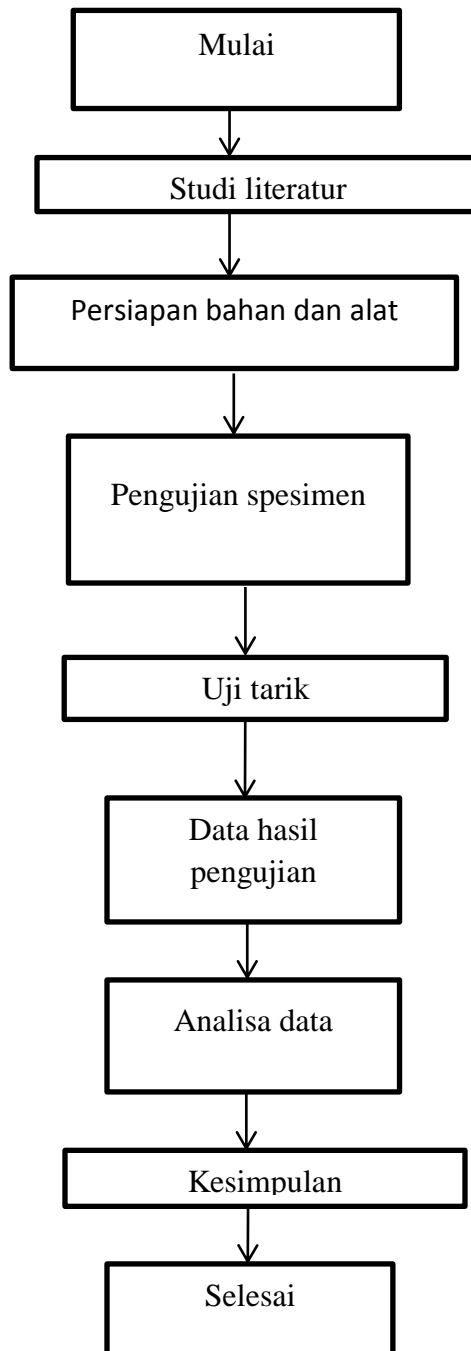 Mulai
Studi literatur
Persiapan bahan dan alat
Pengujian spesimen
Uji tarik
Data hasil
pengujian
Analisa data
Kesimpulan
Selesai